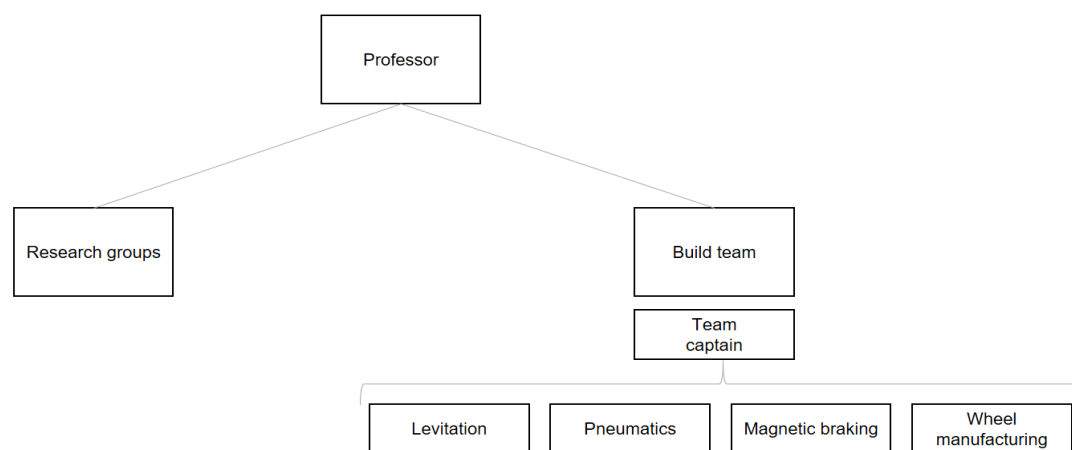 Professor
Research groups
Build team
Team
captain
Levitation
Pneumatics
Magnetic braking
Wheel
manufacturing